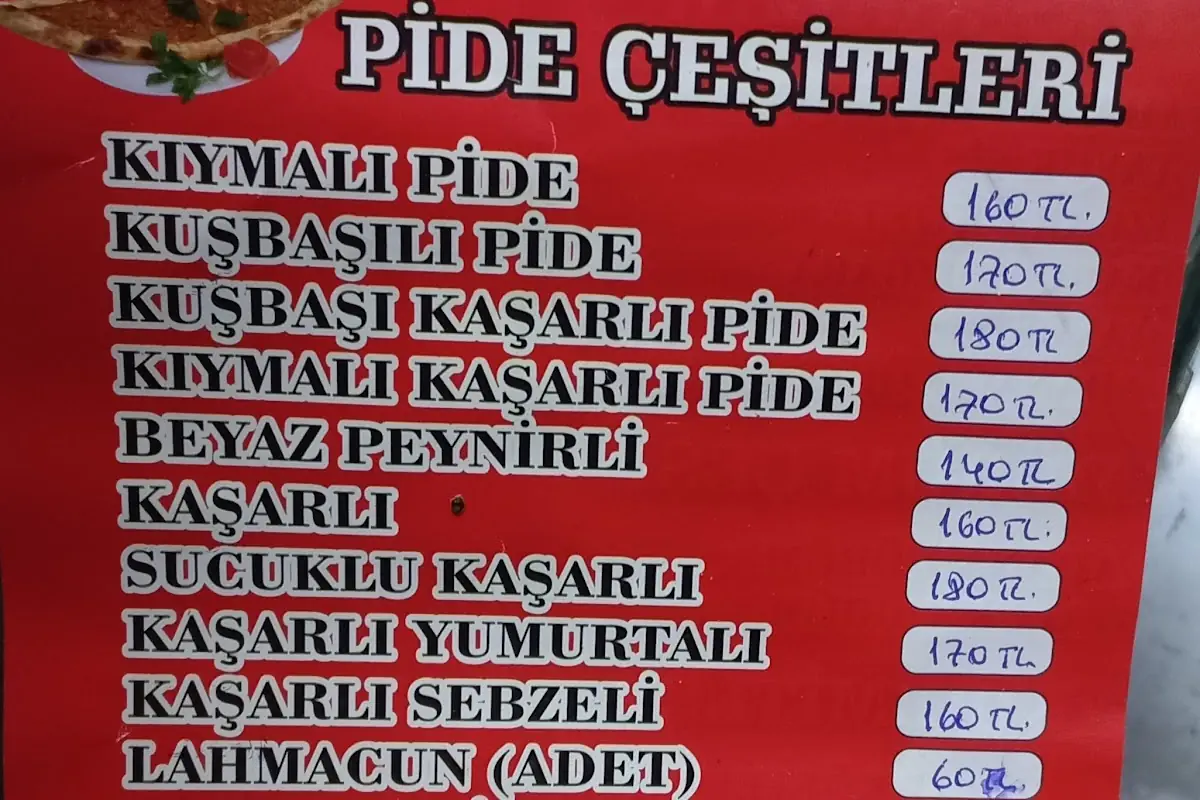 PİDE ÇEŞİTLERİ
KIYMALI PİDE 160 TL.
KUŞBAŞILI PİDE 170 TL.
KUŞBAŞI KAŞARLI PİDE 180 TL
KIYMALI KAŞARLI PİDE 170 TL.
BEYAZ PEYNİRLİ 140 TL
KAŞARLI 160 TL.
SUCUKLU KAŞARLI 180 TL.
KAŞARLI YUMURTALI 170 TL.
KAŞARLI SEBZELİ 160 TL.
LAHMACUN (ADET) 60 TL.